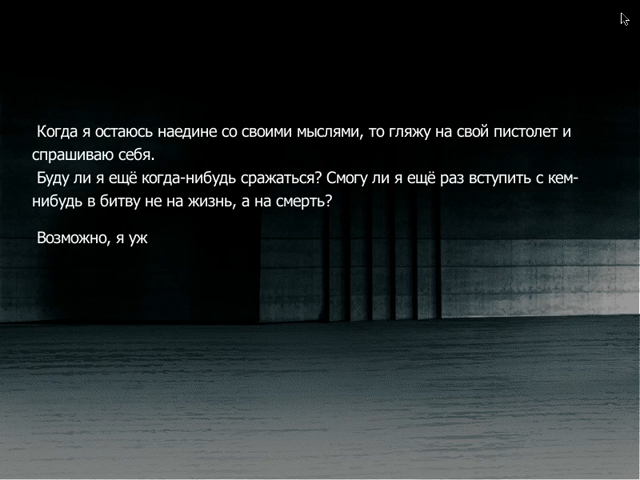 Когда я остаюсь наедине со своими мыслями, то гляжу на свой пистолет и
спрашиваю себя.
Буду ли я ещё когда-нибудь сражаться? Смогу ли я ещё раз вступить с кем-
нибудь в битву не на жизнь, а на смерть?
Возможно, я уж